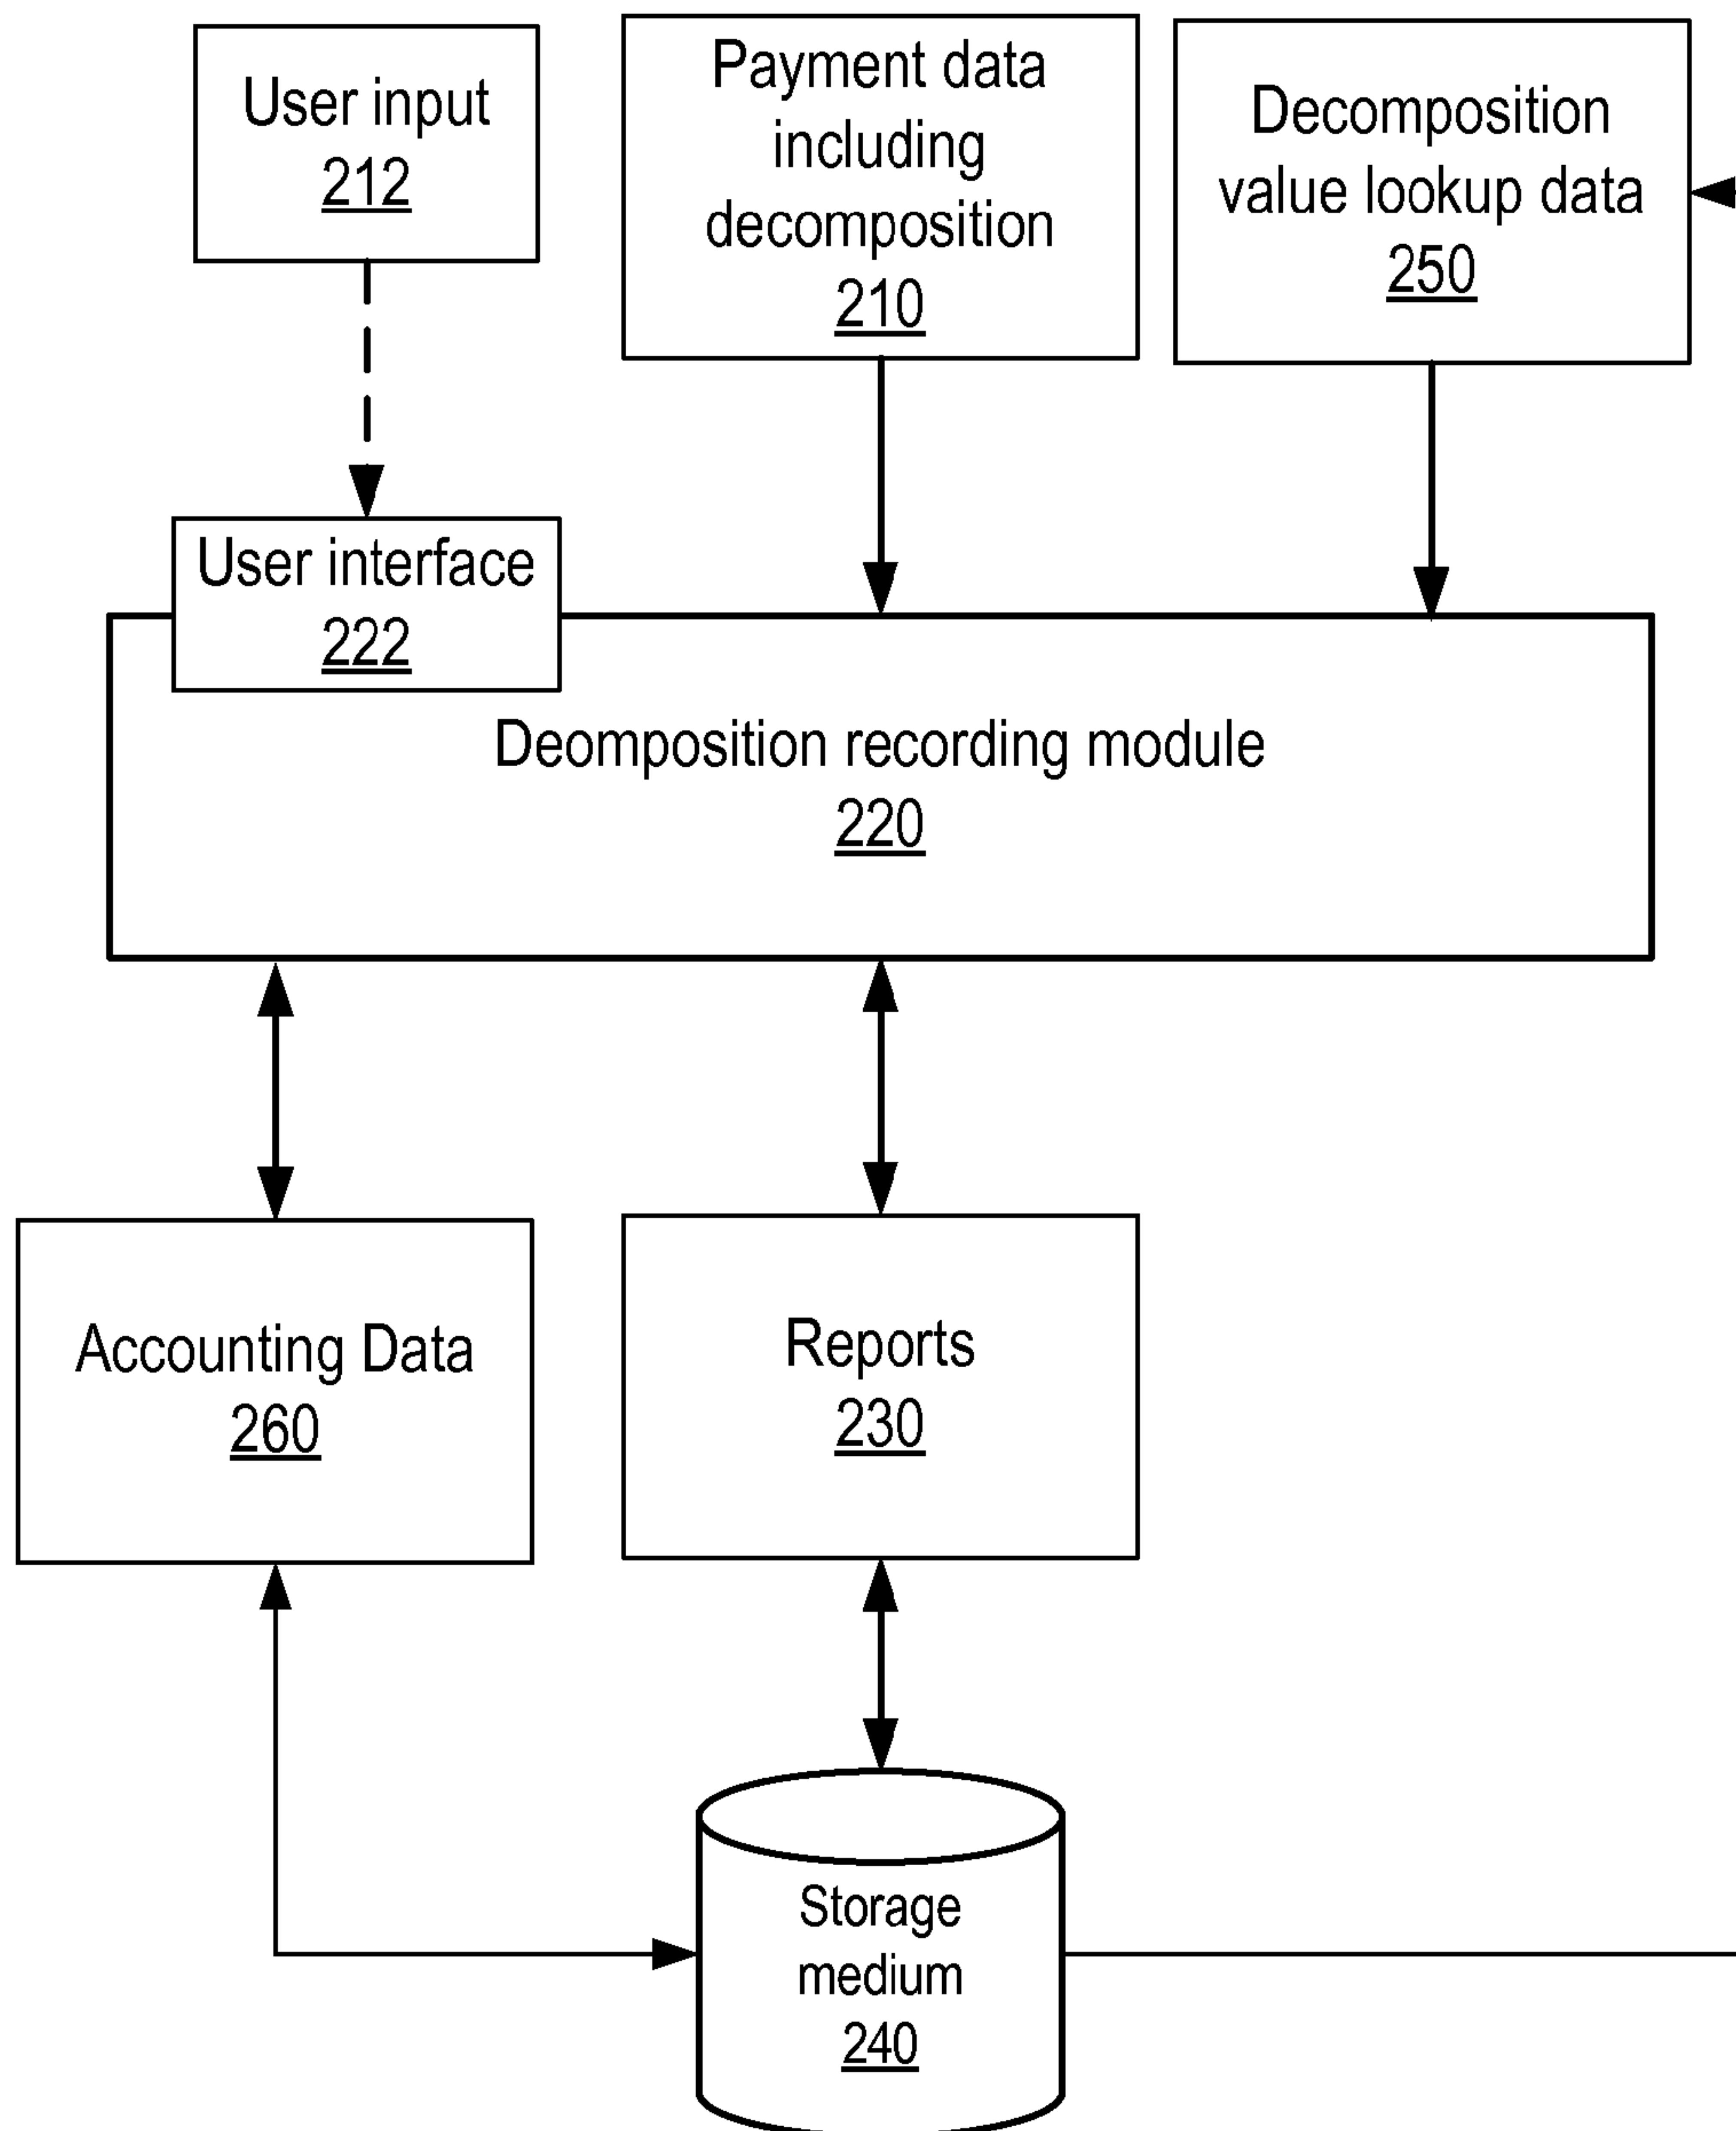 User input
212
Payment data
including
decomposition
210
Decomposition
value lookup data
250
User interface
222
Deomposition recording module
220
Accounting Data
260
Reports
230
Storage
medium
240